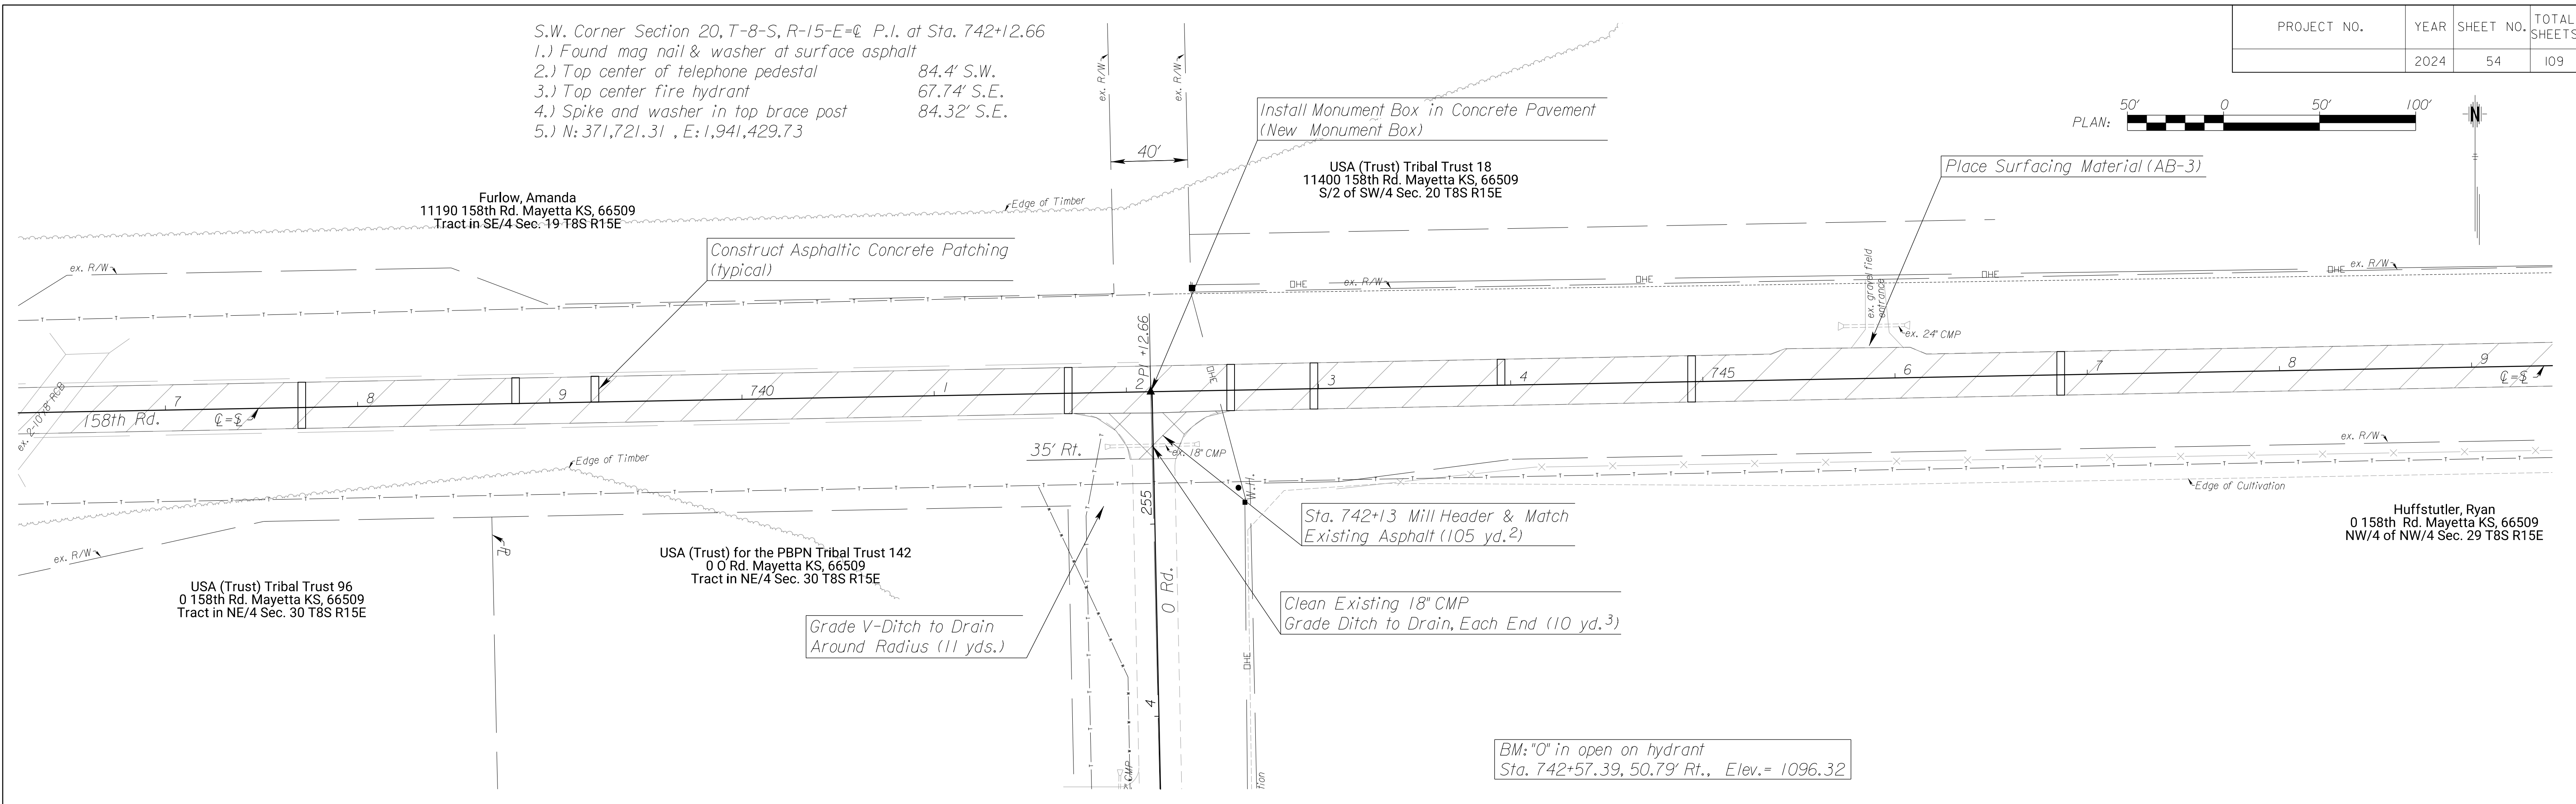 S.W. Corner Section 20, T-8-S, R-15-E=℄ P.I. at Sta. 742+12.66
1.) Found mag nail & washer at surface asphalt
2.) Top center of telephone pedestal 84.4' S.W.
3.) Top center fire hydrant 67.74' S.E.
4.) Spike and washer in top brace post 84.32' S.E.
5.) N: 371,721.31 , E: 1,941,429.73
PROJECT NO. YEAR SHEET NO. TOTAL SHEETS
2024 54 109
PLAN: 50' 0 50' 100'
N
ex. R/W
ex. R/W
40'
Install Monument Box in Concrete Pavement
(New Monument Box)
USA (Trust) Tribal Trust 18
11400 158th Rd. Mayetta KS, 66509
S/2 of SW/4 Sec. 20 T8S R15E
Place Surfacing Material (AB-3)
Furlow, Amanda
11190 158th Rd. Mayetta KS, 66509
Tract in SE/4 Sec. 19 T8S R15E
Edge of Timber
Construct Asphaltic Concrete Patching
(typical)
ex. R/W
OHE
ex. R/W
OHE
OHE
OHE
ex. R/W
ex. gravel field
entrance
ex. 24" CMP
PI +12.66
OHE
ex. 2-10'28" RCB
158th Rd.
℄=℄
7 8 9 740 1 2 3 4 745 6 7 8 9
℄=℄
35' Rt.
ex. 18" CMP
Edge of Timber
ex. R/W
255
W.H.
Edge of Cultivation
Sta. 742+13 Mill Header & Match
Existing Asphalt (105 yd.²)
Huffstutler, Ryan
0 158th Rd. Mayetta KS, 66509
NW/4 of NW/4 Sec. 29 T8S R15E
ex. R/W
PL
USA (Trust) for the PBPN Tribal Trust 142
0 O Rd. Mayetta KS, 66509
Tract in NE/4 Sec. 30 T8S R15E
USA (Trust) Tribal Trust 96
0 158th Rd. Mayetta KS, 66509
Tract in NE/4 Sec. 30 T8S R15E
O Rd.
Clean Existing 18" CMP
Grade Ditch to Drain, Each End (10 yd.³)
Grade V-Ditch to Drain
Around Radius (11 yds.)
OHE
4
CMP
BM: "O" in open on hydrant
Sta. 742+57.39, 50.79' Rt., Elev.= 1096.32